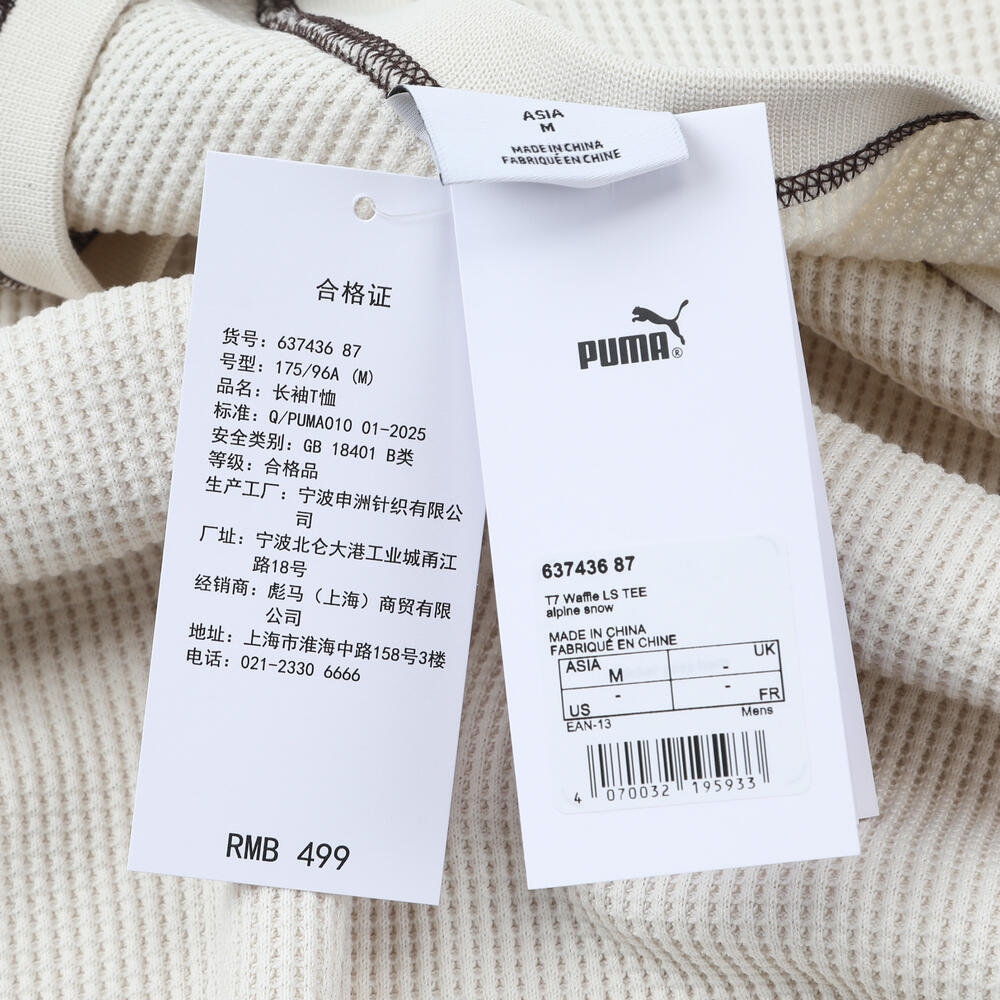 ASIA
M
MADE IN CHINA
FABRIQUÉ EN CHINE
合格证
货号：637436 87
号型：175/96A (M)
品名：长袖T恤
标准：Q/PUMA010 01-2025
安全类别：GB 18401 B类
等级：合格品
生产工厂：宁波申洲针织有限公
司
厂址：宁波北仑大港工业城甬江
路18号
经销商：彪马（上海）商贸有限
公司
地址：上海市淮海中路158号3楼
电话：021-2330 6666
RMB 499
PUMA®
637436 87
T7 Waffle LS TEE
alpine snow
MADE IN CHINA
FABRIQUÉ EN CHINE
ASIA M - UK
US - - FR
EAN-13 Mens
4 070032 195933